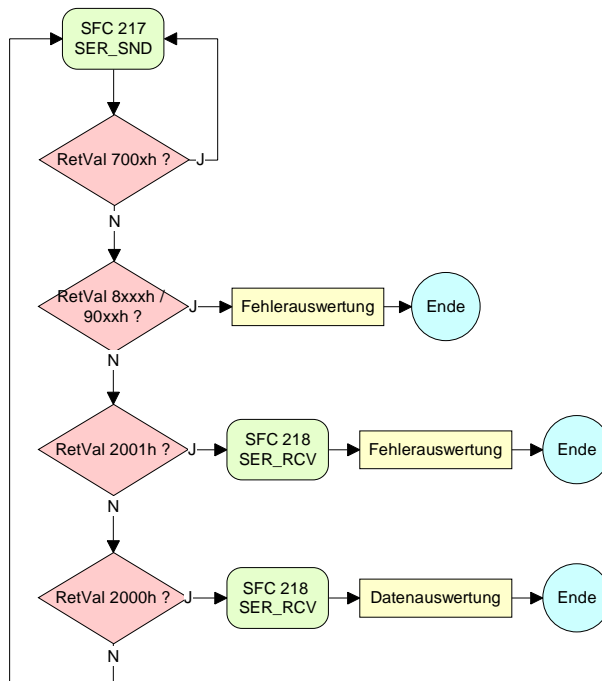 SFC 217
SER_SND
RetVal 700xh ?
J
N
RetVal 8xxxh /
90xxh ?
J
Fehlerauswertung
Ende
N
RetVal 2001h ?
J
SFC 218
SER_RCV
Fehlerauswertung
Ende
N
RetVal 2000h ?
J
SFC 218
SER_RCV
Datenauswertung
Ende
N